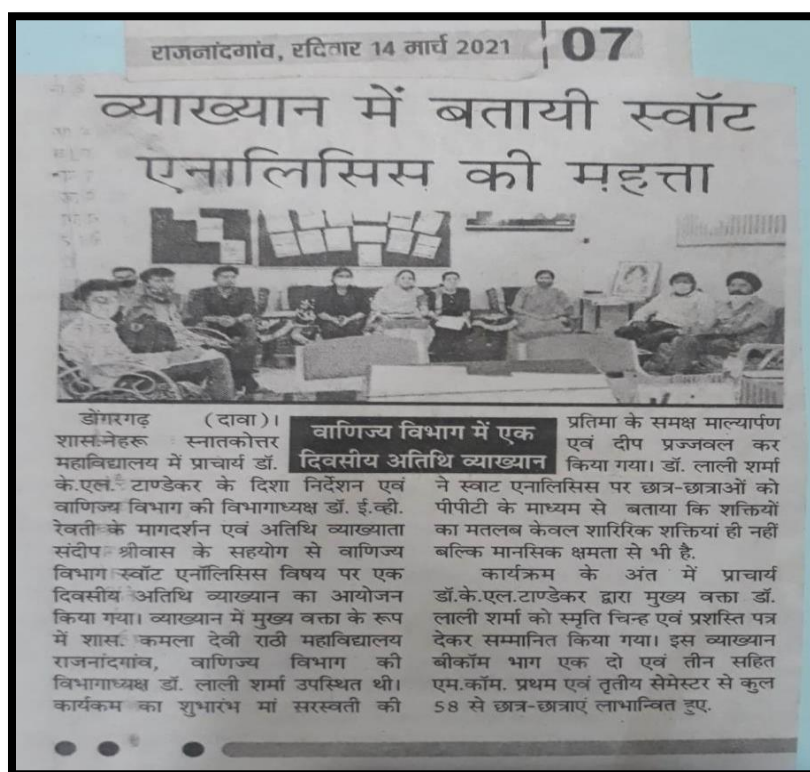 राजनांदगांव, रविवार 14 मार्च 2021
07
व्याख्यान में बतायी स्वॉट
एनालिसिस की महत्ता
डोंगरगढ़ (दावा)।
शास.नेहरू स्नातकोत्तर
महाविद्यालय में प्राचार्य डॉ.
के.एल. टाण्डेकर के दिशा निर्देशन एवं
वाणिज्य विभाग की विभागाध्यक्ष डॉ. ई.व्ही.
रेवती के मागदर्शन एवं अतिथि व्याख्याता
संदीप श्रीवास के सहयोग से वाणिज्य
विभाग स्वॉट एनॉलिसिस विषय पर एक
दिवसीय अतिथि व्याख्यान का आयोजन
किया गया। व्याख्यान में मुख्य वक्ता के रूप
में शास. कमला देवी राठी महाविद्यालय
राजनांदगांव, वाणिज्य विभाग की
विभागाध्यक्ष डॉ. लाली शर्मा उपस्थित थी।
कार्यकम का शुभारंभ मां सरस्वती की
वाणिज्य विभाग में एक
दिवसीय अतिथि व्याख्यान
प्रतिमा के समक्ष माल्यार्पण
एवं दीप प्रज्जवल कर
किया गया। डॉ. लाली शर्मा
ने स्वाट एनालिसिस पर छात्र-छात्राओं को
पीपीटी के माध्यम से बताया कि शक्तियों
का मतलब केवल शारिरिक शक्तियां ही नहीं
बल्कि मानसिक क्षमता से भी है.
कार्यक्रम के अंत में प्राचार्य
डॉ.के.एल.टाण्डेकर द्वारा मुख्य वक्ता डॉ.
लाली शर्मा को स्मृति चिन्ह एवं प्रशस्ति पत्र
देकर सम्मानित किया गया। इस व्याख्यान
बीकॉम भाग एक दो एवं तीन सहित
एम.कॉम. प्रथम एवं तृतीय सेमेस्टर से कुल
58 से छात्र-छात्राएं लाभान्वित हुए.